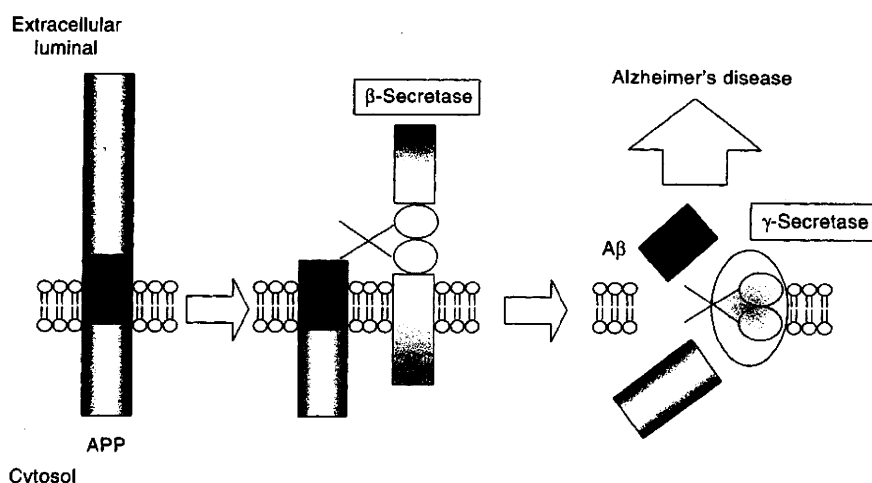 Extracellular
luminal
β-Secretase
Alzheimer's disease
γ-Secretase
Aβ
APP
Cytosol